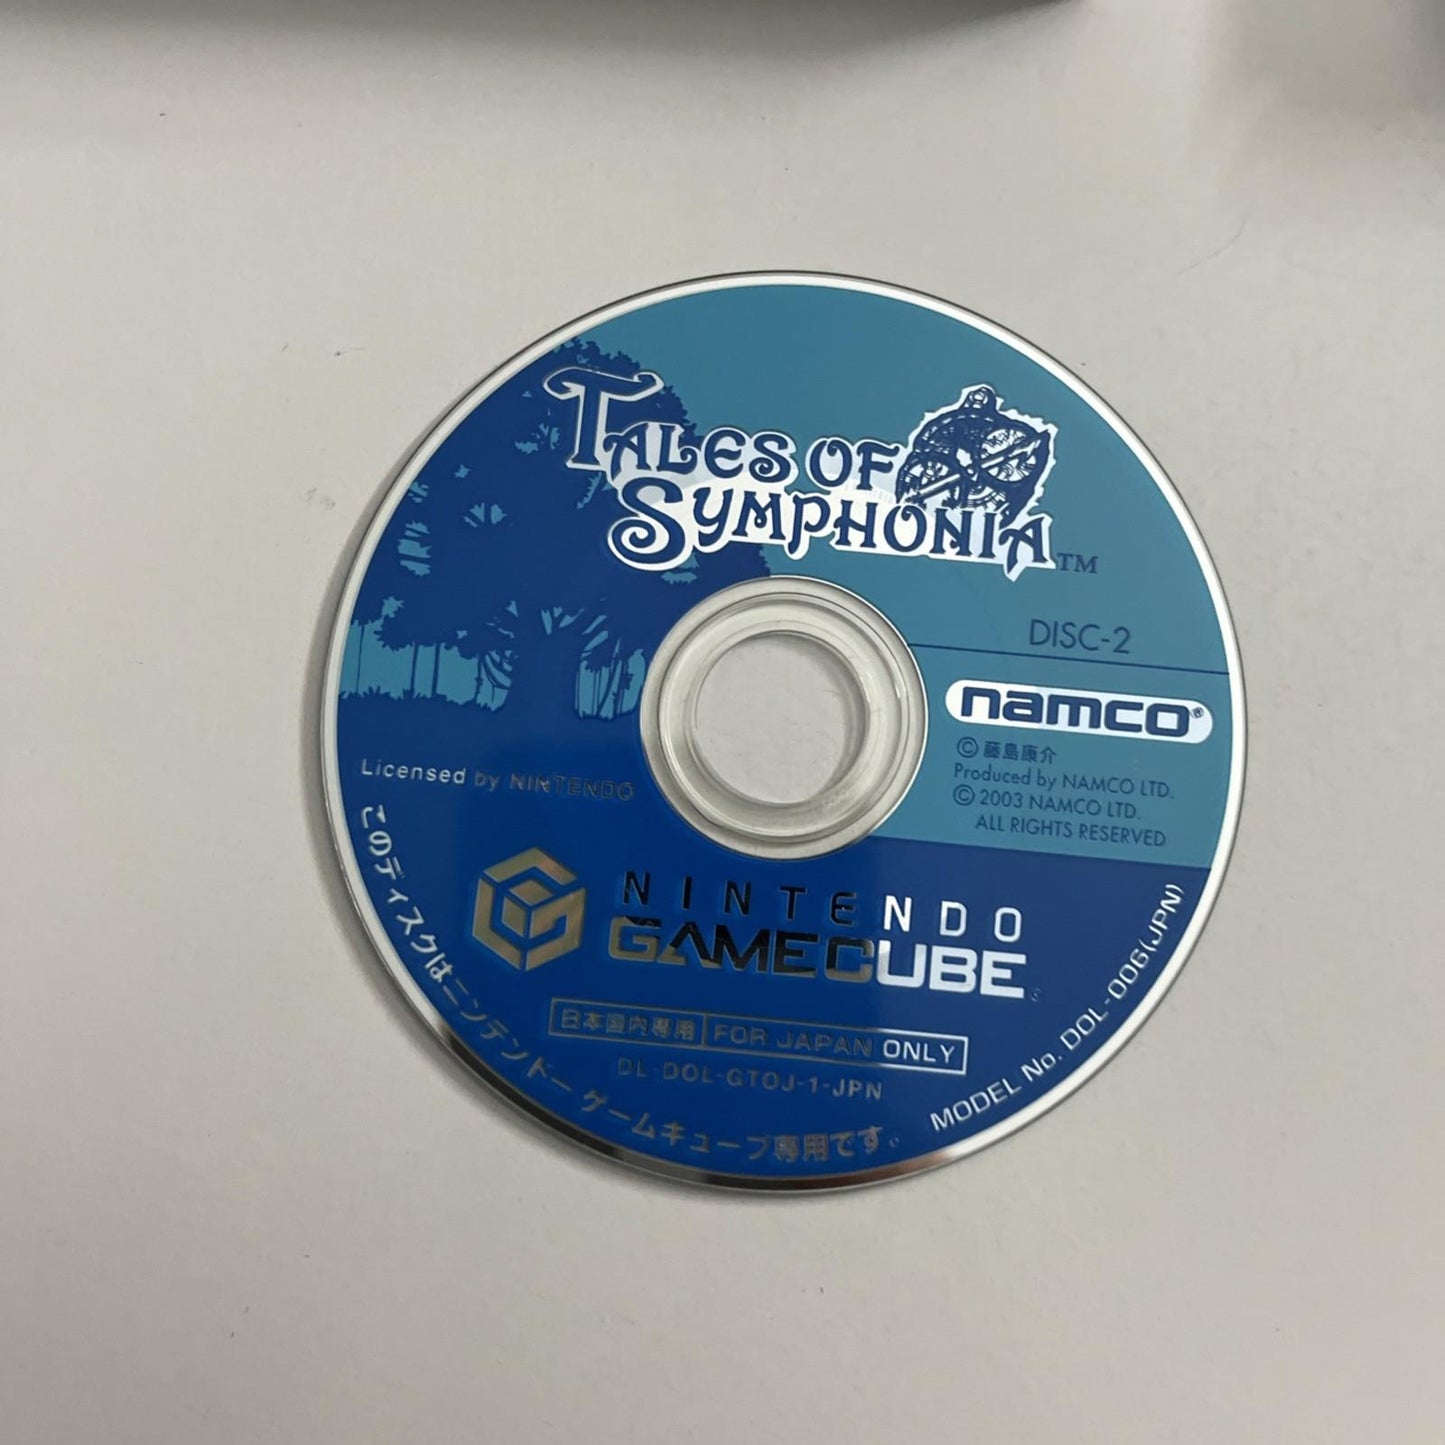 TALES OF
SYMPHONIA™
DISC-2
namco®
©藤島康介
Produced by NAMCO LTD.
© 2003 NAMCO LTD.
ALL RIGHTS RESERVED
Licensed by NINTENDO
NINTENDO
GAMECUBE®
日本国内専用 FOR JAPAN ONLY
DL-DOL-GTOJ-1-JPN
このディスクはニンテンドー ゲームキューブ専用です。
MODEL No. DOL-006(JPN)